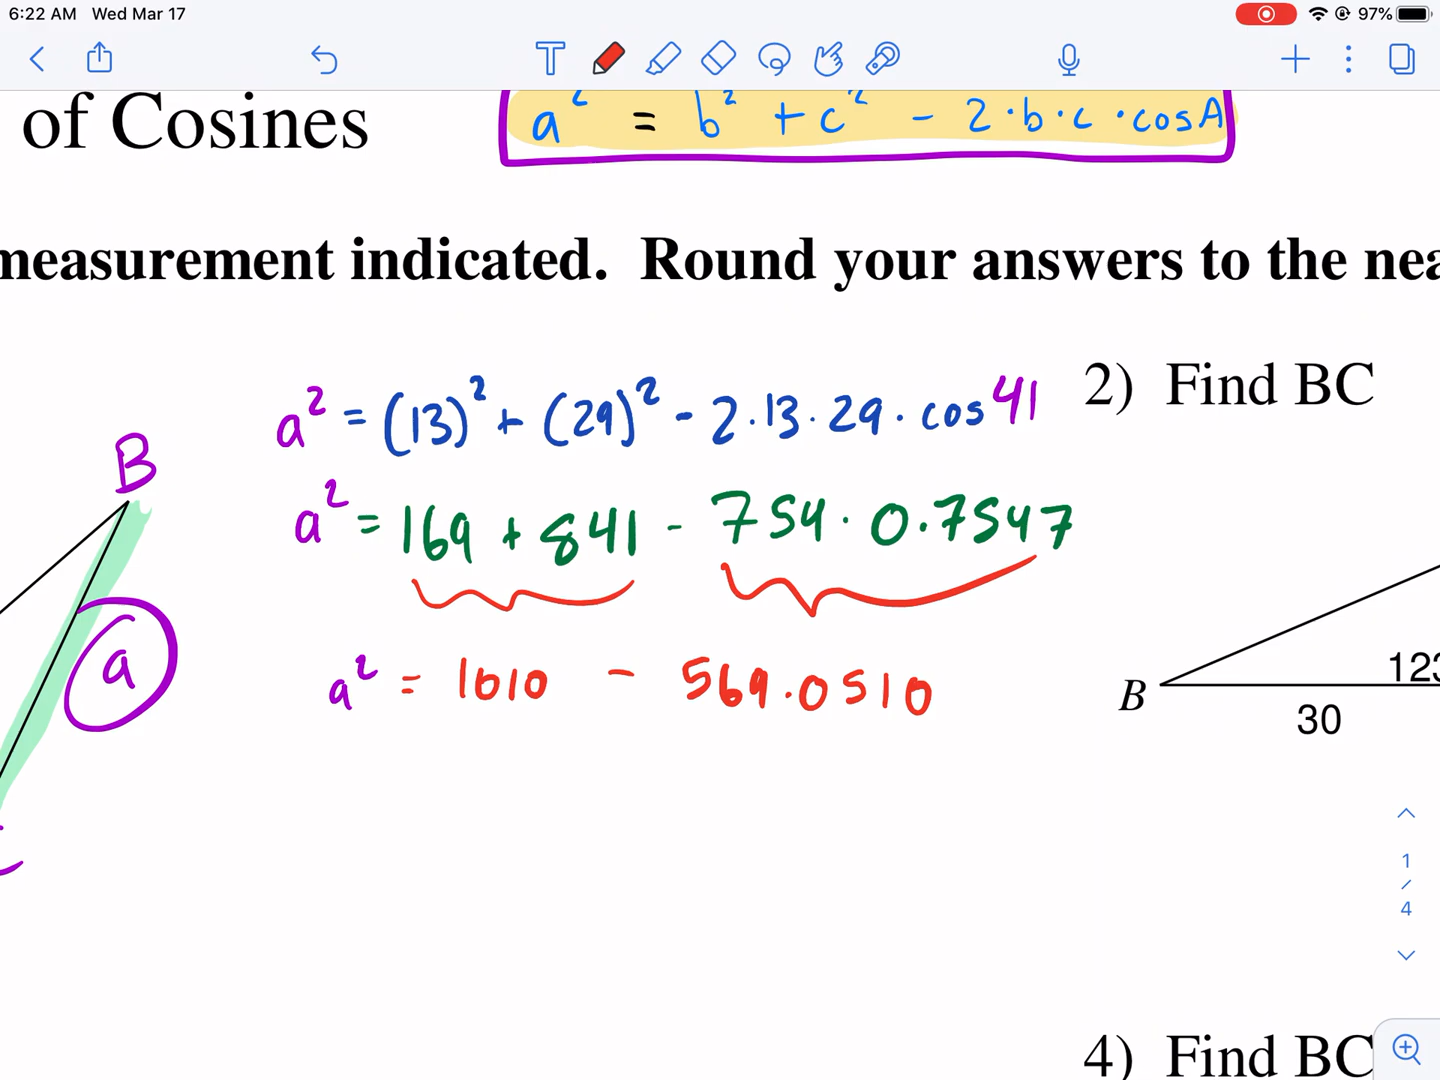 6:22 AM Wed Mar 17
97%
T
of Cosines
a² = b² + c² - 2·b·c·cosA
measurement indicated. Round your answers to the nea
a² = (13)² + (29)² - 2·13·29·cos41
2) Find BC
B
a² = 169 + 841 - 754·0.7547
a
a² = 1010 - 569.0510
B
123
30
1
/
4
4) Find BC